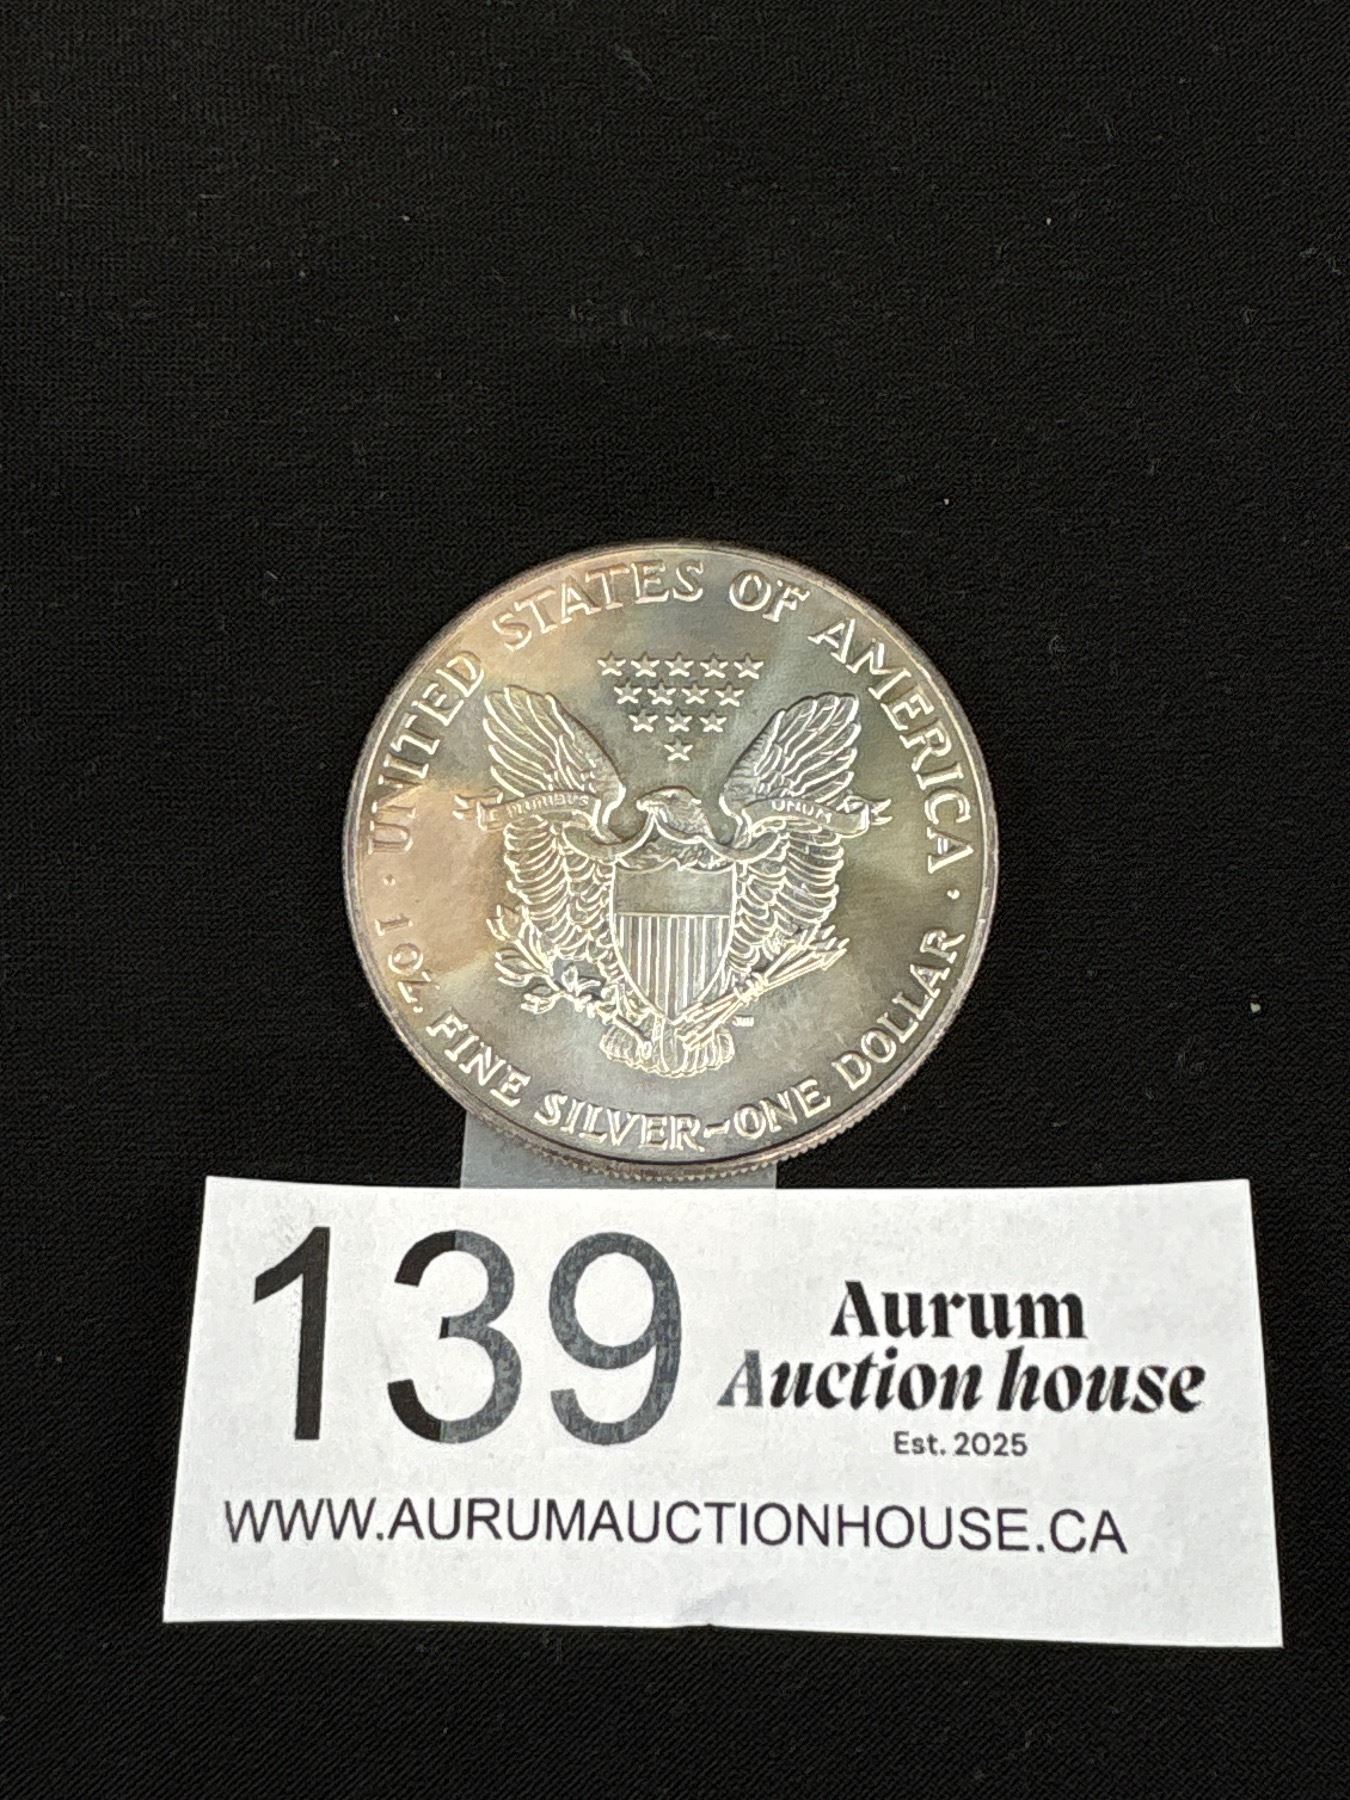 UNITED STATES OF AMERICA
PLURIBUS UNUM
· 1 OZ. FINE SILVER~ONE DOLLAR ·
139
Aurum
Auction house
Est. 2025
WWW.AURUMAUCTIONHOUSE.CA